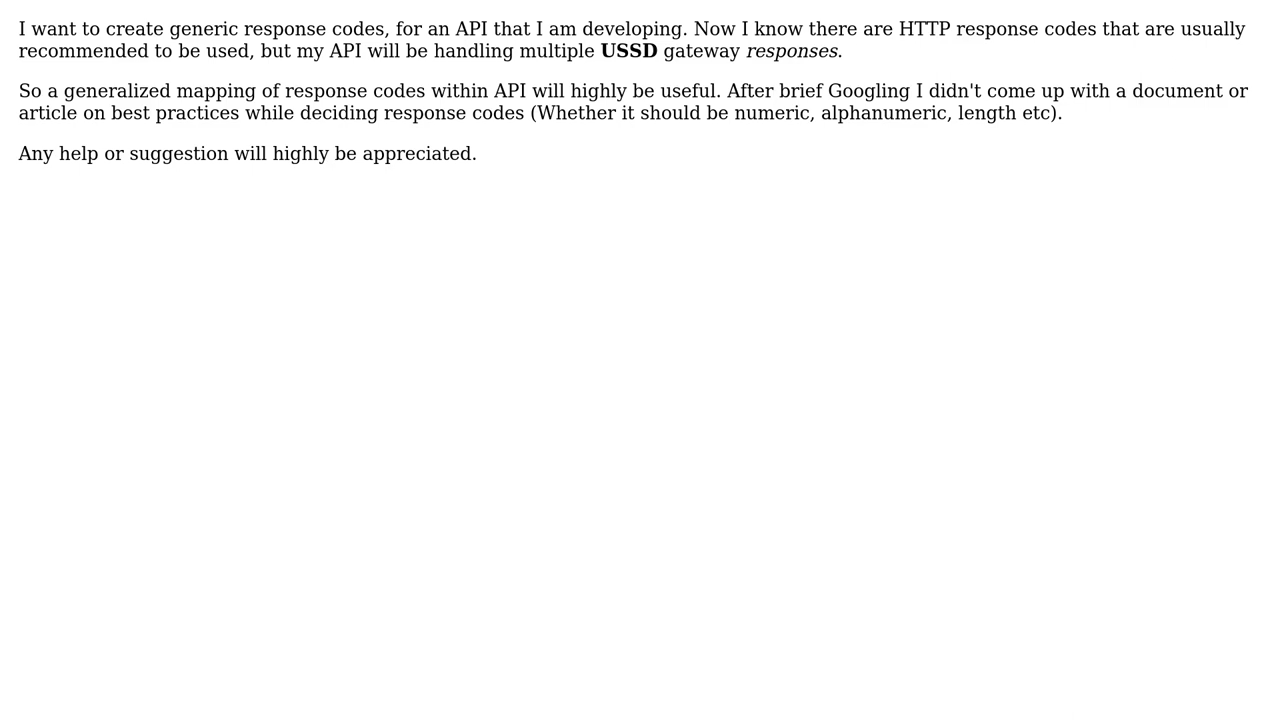 I want to create generic response codes, for an API that I am developing. Now I know there are HTTP response codes that are usually
recommended to be used, but my API will be handling multiple USSD gateway responses.
So a generalized mapping of response codes within API will highly be useful. After brief Googling I didn't come up with a document or
article on best practices while deciding response codes (Whether it should be numeric, alphanumeric, length etc).
Any help or suggestion will highly be appreciated.